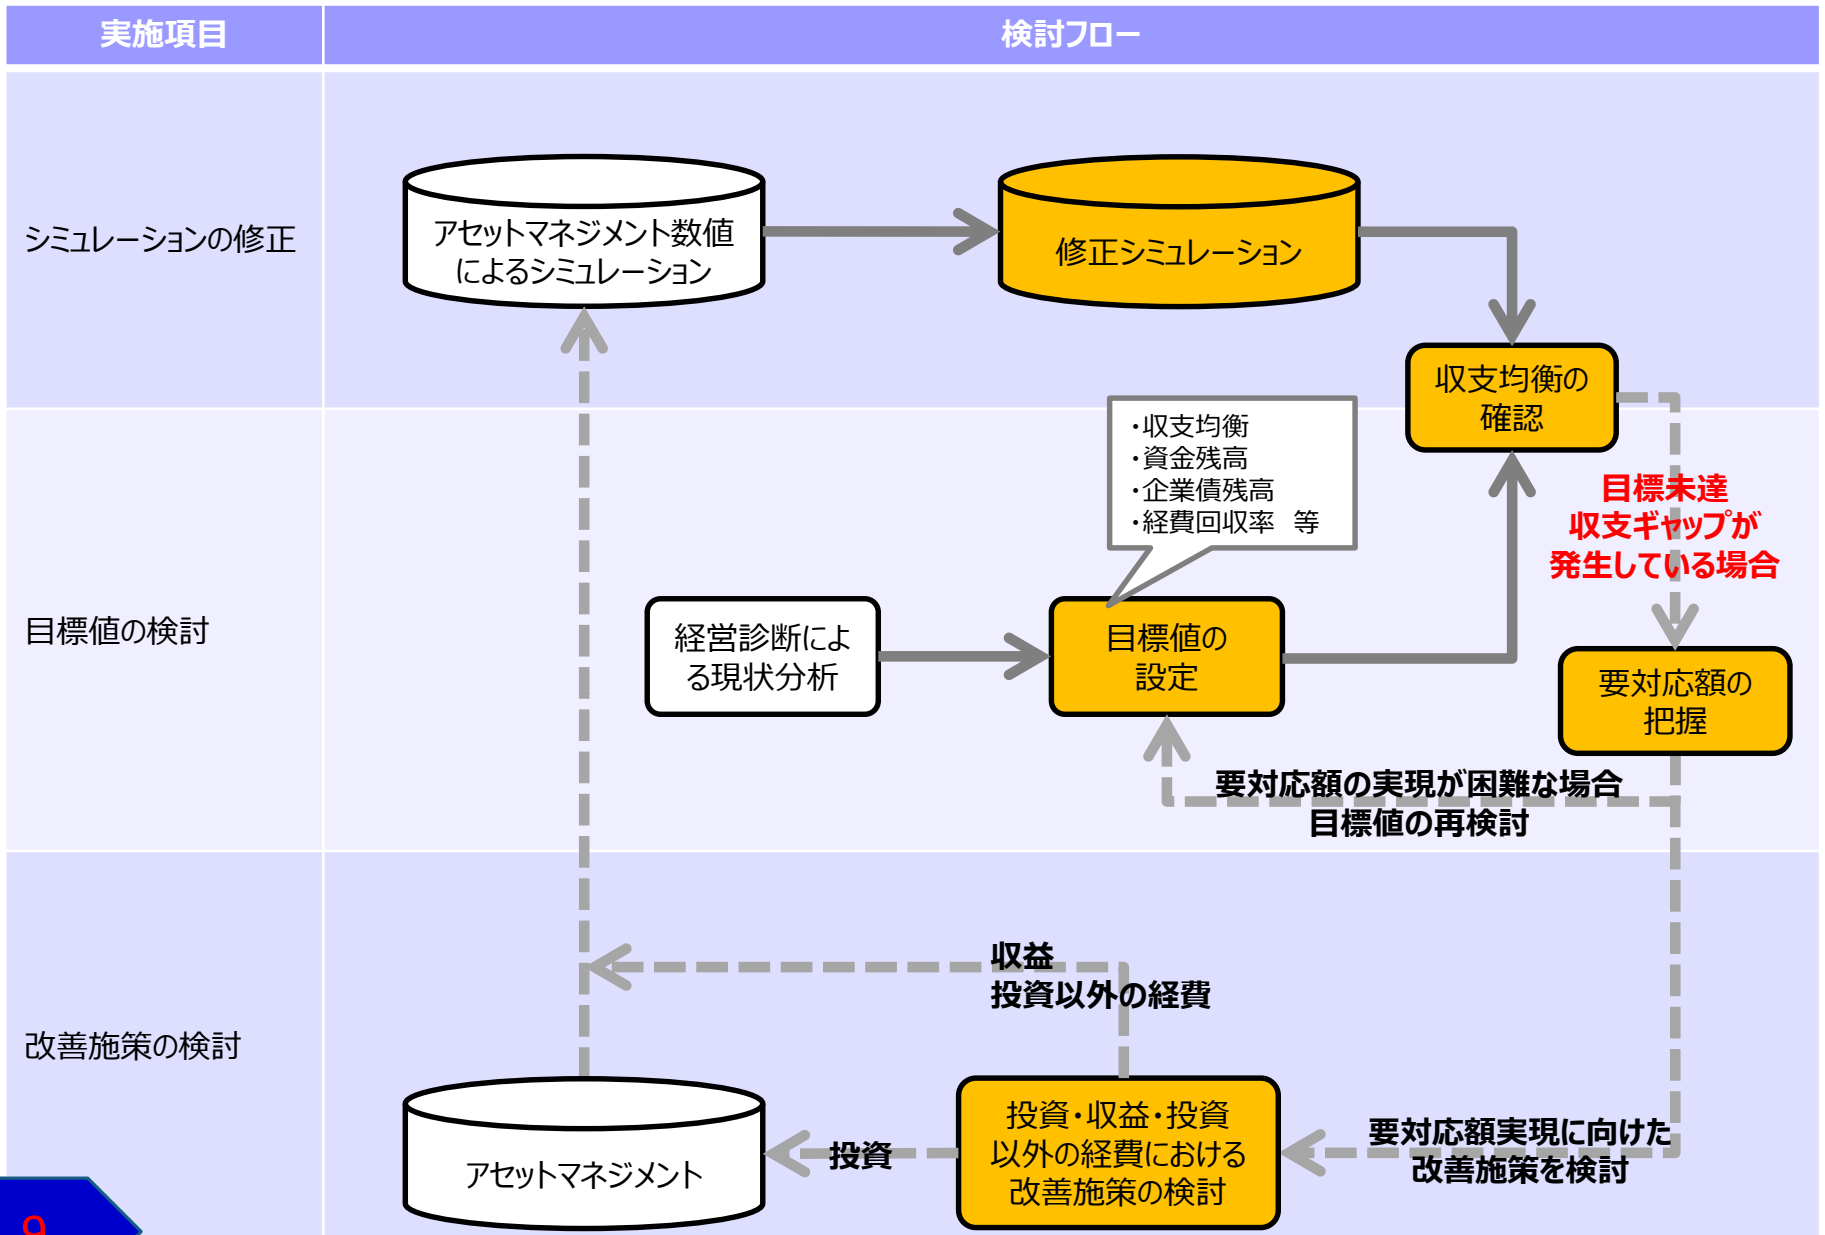 実施項目
検討フロー
シミュレーションの修正
アセットマネジメント数値
によるシミュレーション
修正シミュレーション
収支均衡の
確認
・収支均衡
・資金残高
・企業債残高
・経費回収率　等
目標未達
収支ギャップが
発生している場合
目標値の検討
経営診断によ
る現状分析
目標値の
設定
要対応額の
把握
要対応額の実現が困難な場合
目標値の再検討
収益
投資以外の経費
改善施策の検討
アセットマネジメント
投資
投資・収益・投資
以外の経費における
改善施策の検討
要対応額実現に向けた
改善施策を検討
9